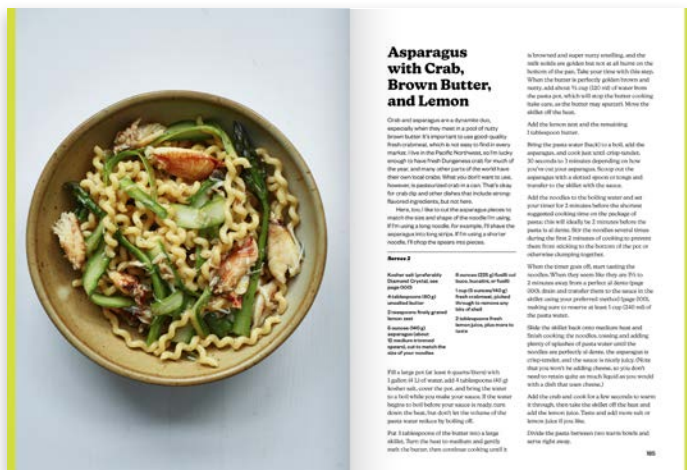 Asparagus
with Crab,
Brown Butter,
and Lemon
Crab and asparagus are a dynamite duo,
especially when they meet in a pool of nutty
brown butter. It's important to use good-quality
fresh crabmeat, which is not easy to find in every
market. I live in the Pacific Northwest, so I'm lucky
enough to have fresh Dungeness crab for much of
the year, and many other parts of the world have
their own local crabs. What you don't want to use,
however, is pasteurized crab in a can. That's okay
for crab dip and other dishes that include strong-
flavored ingredients, but not here.
Here, too, I like to cut the asparagus pieces to
match the size and shape of the noodle I'm using.
If I'm using a long noodle, for example, I'll shave the
asparagus into long strips. If I'm using a shorter
noodle, I'll chop the spears into pieces.
Serves 2
Kosher salt (preferably
Diamond Crystal; see
page 000)
4 tablespoons (60 g)
unsalted butter
2 teaspoons finely grated
lemon zest
5 ounces (140 g)
asparagus (about
12 medium trimmed
spears), cut to match the
size of your noodles
8 ounces (225 g) fusilli col
buco, bucatini, or fusilli
1 cup (5 ounces/140 g)
fresh crabmeat, picked
through to remove any
bits of shell
2 tablespoons fresh
lemon juice, plus more to
taste
Fill a large pot (at least 6 quarts/liters) with
1 gallon (4 L) of water, add 4 tablespoons (40 g)
kosher salt, cover the pot, and bring the water
to a boil while you make your sauce. If the water
begins to boil before your sauce is ready, turn
down the heat, but don't let the volume of the
pasta water reduce by boiling off.
Put 3 tablespoons of the butter into a large
skillet. Turn the heat to medium and gently
melt the butter, then continue cooking until it
is browned and super nutty smelling, and the
milk solids are golden but not at all burnt on the
bottom of the pan. Take your time with this step.
When the butter is perfectly golden brown and
nutty, add about ½ cup (120 ml) of water from
the pasta pot, which will stop the butter cooking
(take care, as the butter may spatter). Move the
skillet off the heat.
Add the lemon zest and the remaining
1 tablespoon butter.
Bring the pasta water (back) to a boil, add the
asparagus, and cook just until crisp-tender,
30 seconds to 3 minutes depending on how
you've cut your asparagus. Scoop out the
asparagus with a slotted spoon or tongs and
transfer to the skillet with the sauce.
Add the noodles to the boiling water and set
your timer for 2 minutes before the shortest
suggested cooking time on the package of
pasta; this will ideally be 2 minutes before the
pasta is al dente. Stir the noodles several times
during the first 2 minutes of cooking to prevent
them from sticking to the bottom of the pot or
otherwise clumping together.
When the timer goes off, start tasting the
noodles. When they seem like they are 1½ to
2 minutes away from a perfect al dente (page
000), drain and transfer them to the sauce in the
skillet using your preferred method (page 000),
making sure to reserve at least 1 cup (240 ml) of
the pasta water.
Slide the skillet back onto medium heat and
finish cooking the noodles, tossing and adding
plenty of splashes of pasta water until the
noodles are perfectly al dente, the asparagus is
crisp-tender, and the sauce is nicely juicy. (Note
that you won't be adding cheese, so you don't
need to retain quite as much liquid as you would
with a dish that uses cheese.)
Add the crab and cook for a few seconds to warm
it through, then take the skillet off the heat and
add the lemon juice. Taste and add more salt or
lemon juice if you like.
Divide the pasta between two warm bowls and
serve right away.
165